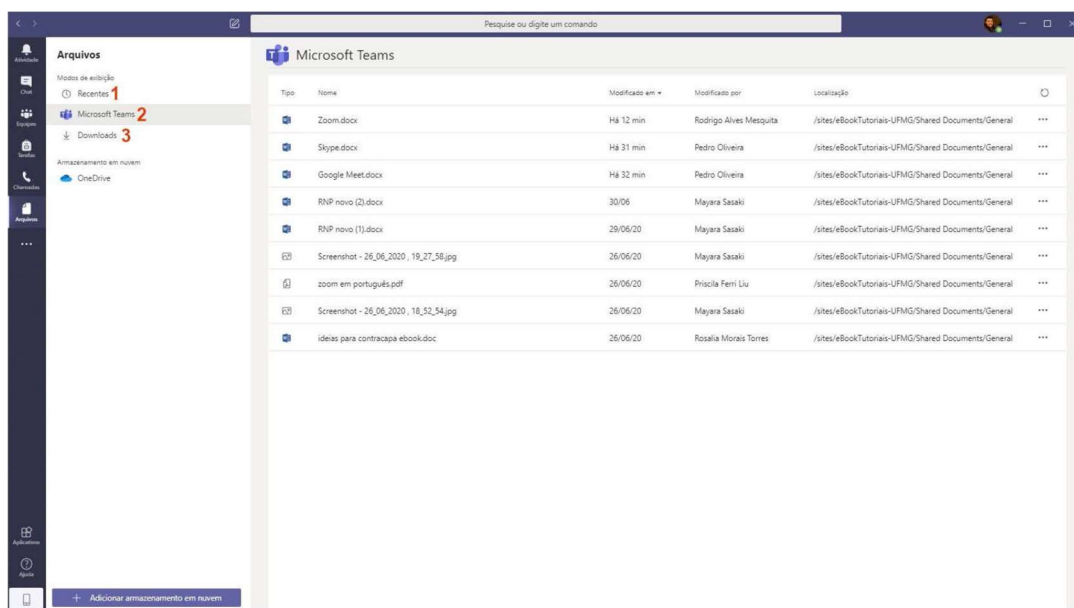 Pesquise ou digite um comando
Atividade
Chat
Equipes
Tarefas
Chamadas
Arquivos
Aplicativos
Ajuda
Arquivos
Modos de exibição
Recentes 1
Microsoft Teams 2
Downloads 3
Armazenamento em nuvem
OneDrive
+ Adicionar armazenamento em nuvem
Microsoft Teams
Tipo Nome Modificado em Modificado por Localização
Zoom.docx Há 12 min Rodrigo Alves Mesquita /sites/eBookTutoriais-UFMG/Shared Documents/General
Skype.docx Há 31 min Pedro Oliveira /sites/eBookTutoriais-UFMG/Shared Documents/General
Google Meet.docx Há 32 min Pedro Oliveira /sites/eBookTutoriais-UFMG/Shared Documents/General
RNP novo (2).docx 30/06 Mayara Sasaki /sites/eBookTutoriais-UFMG/Shared Documents/General
RNP novo (1).docx 29/06/20 Mayara Sasaki /sites/eBookTutoriais-UFMG/Shared Documents/General
Screenshot - 26_06_2020 , 19_27_58.jpg 26/06/20 Mayara Sasaki /sites/eBookTutoriais-UFMG/Shared Documents/General
zoom em português.pdf 26/06/20 Priscila Ferri Liu /sites/eBookTutoriais-UFMG/Shared Documents/General
Screenshot - 26_06_2020 , 18_52_54.jpg 26/06/20 Mayara Sasaki /sites/eBookTutoriais-UFMG/Shared Documents/General
ideias para contracapa ebook.doc 26/06/20 Rosalia Morais Torres /sites/eBookTutoriais-UFMG/Shared Documents/General